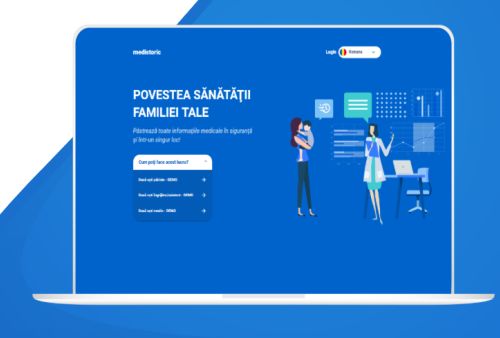 medistoric
Login Romana
POVESTEA SĂNĂTĂȚII
FAMILIEI TALE
Păstrează toate informațiile medicale în siguranță
și într-un singur loc!
Cum poți face acest lucru?
Dacă ești părinte - DEMO
Dacă ești îngrijitor/asistent - DEMO
Dacă ești medic - DEMO